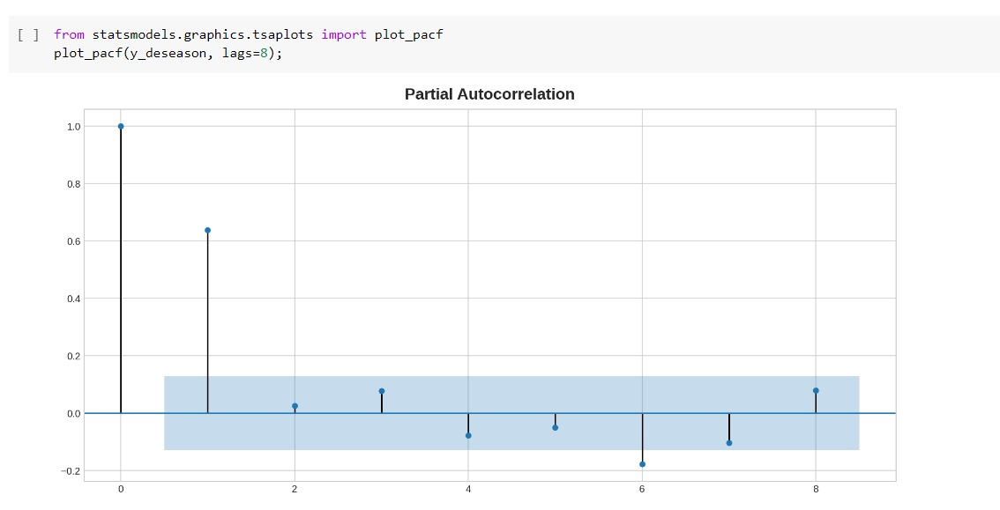 [ ] from statsmodels.graphics.tsaplots import plot_pacf
plot_pacf(y_deseason, lags=8);
Partial Autocorrelation
1.0
0.8
0.6
0.4
0.2
0.0
−0.2
0 2 4 6 8